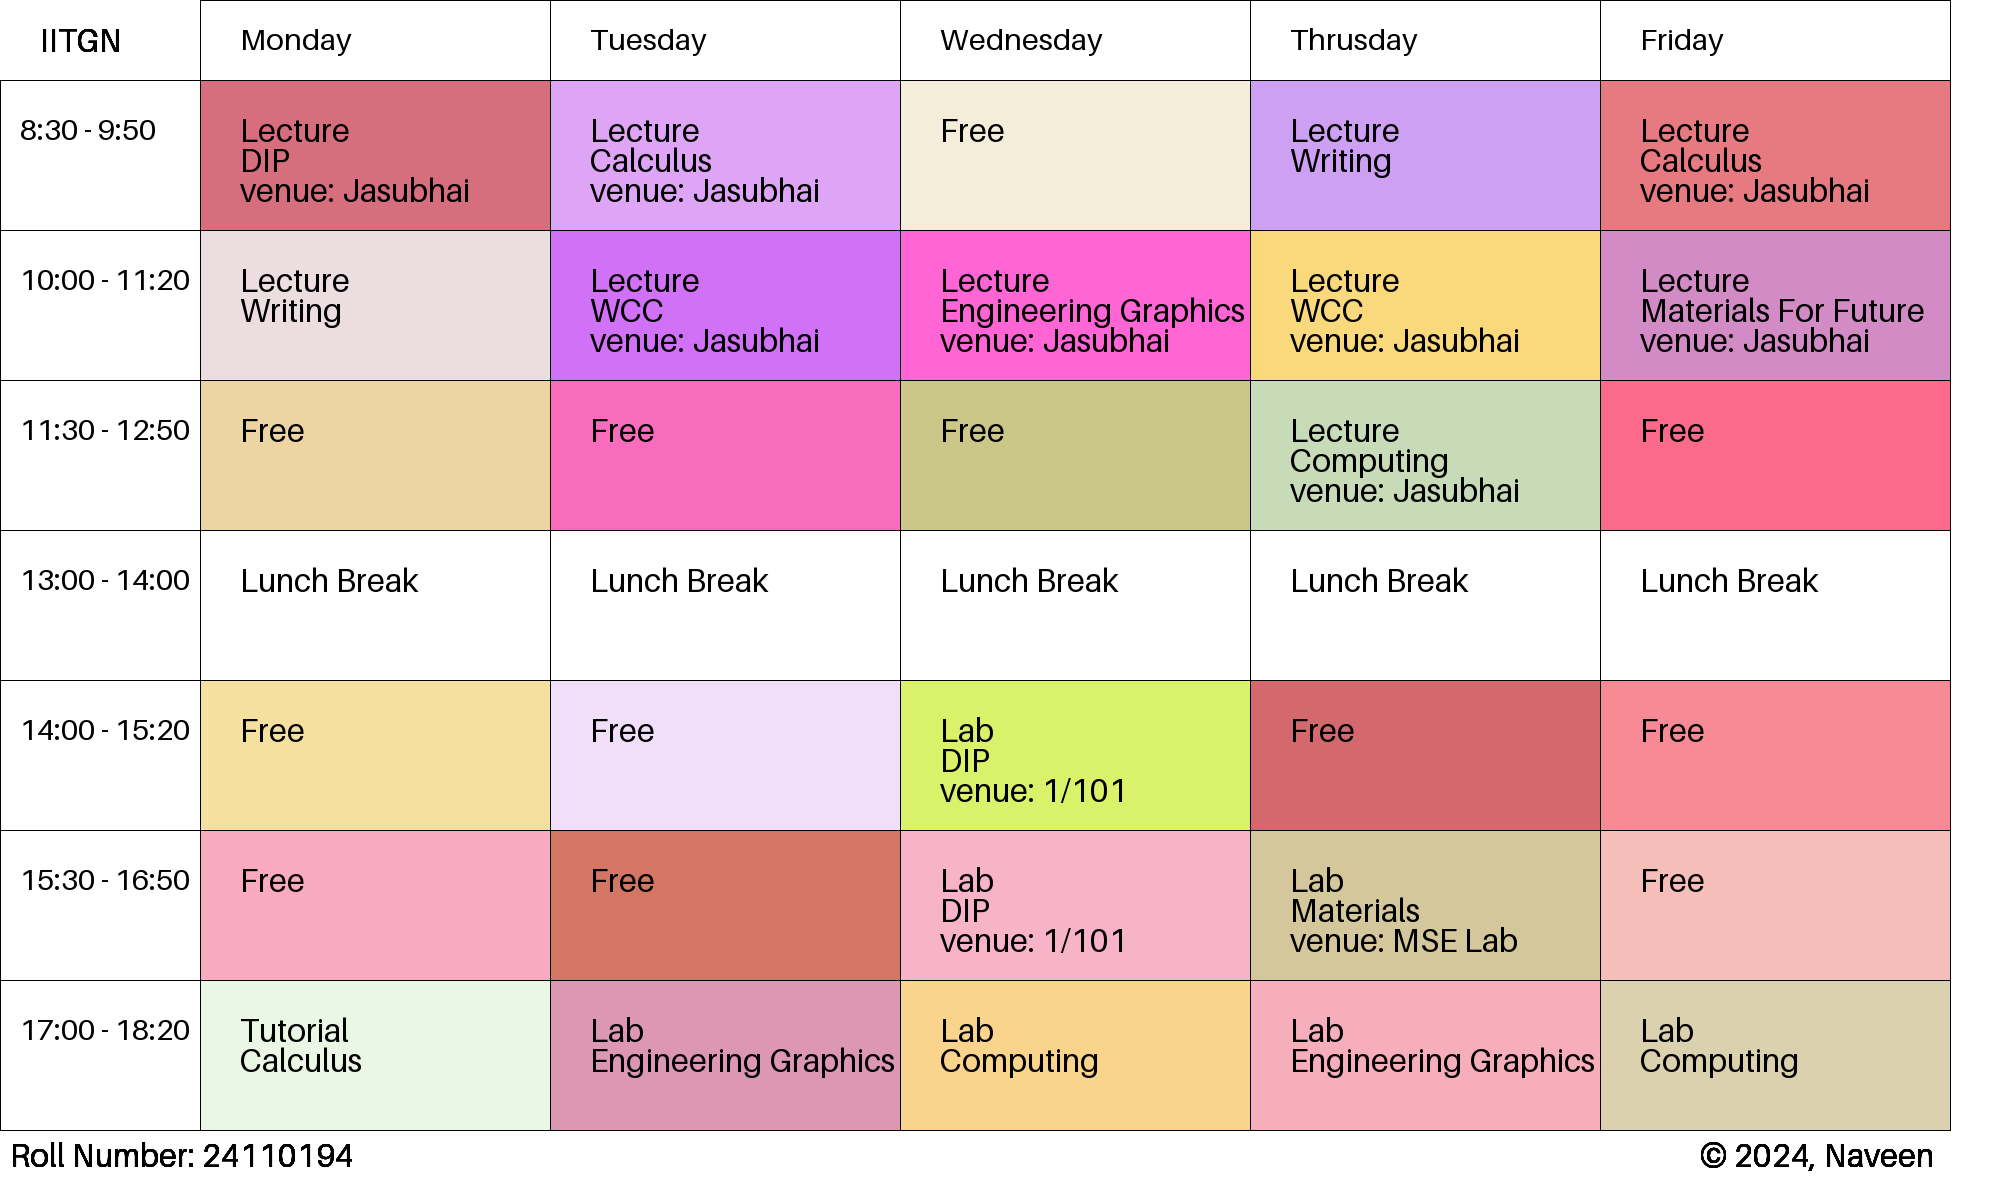 IITGN Monday Tuesday Wednesday Thrusday Friday
8:30 - 9:50
Lecture
DIP
venue: Jasubhai
Lecture
Calculus
venue: Jasubhai
Free
Lecture
Writing
Lecture
Calculus
venue: Jasubhai
10:00 - 11:20
Lecture
Writing
Lecture
WCC
venue: Jasubhai
Lecture
Engineering Graphics
venue: Jasubhai
Lecture
WCC
venue: Jasubhai
Lecture
Materials For Future
venue: Jasubhai
11:30 - 12:50
Free
Free
Free
Lecture
Computing
venue: Jasubhai
Free
13:00 - 14:00
Lunch Break
Lunch Break
Lunch Break
Lunch Break
Lunch Break
14:00 - 15:20
Free
Free
Lab
DIP
venue: 1/101
Free
Free
15:30 - 16:50
Free
Free
Lab
DIP
venue: 1/101
Lab
Materials
venue: MSE Lab
Free
17:00 - 18:20
Tutorial
Calculus
Lab
Engineering Graphics
Lab
Computing
Lab
Engineering Graphics
Lab
Computing
Roll Number: 24110194
© 2024, Naveen